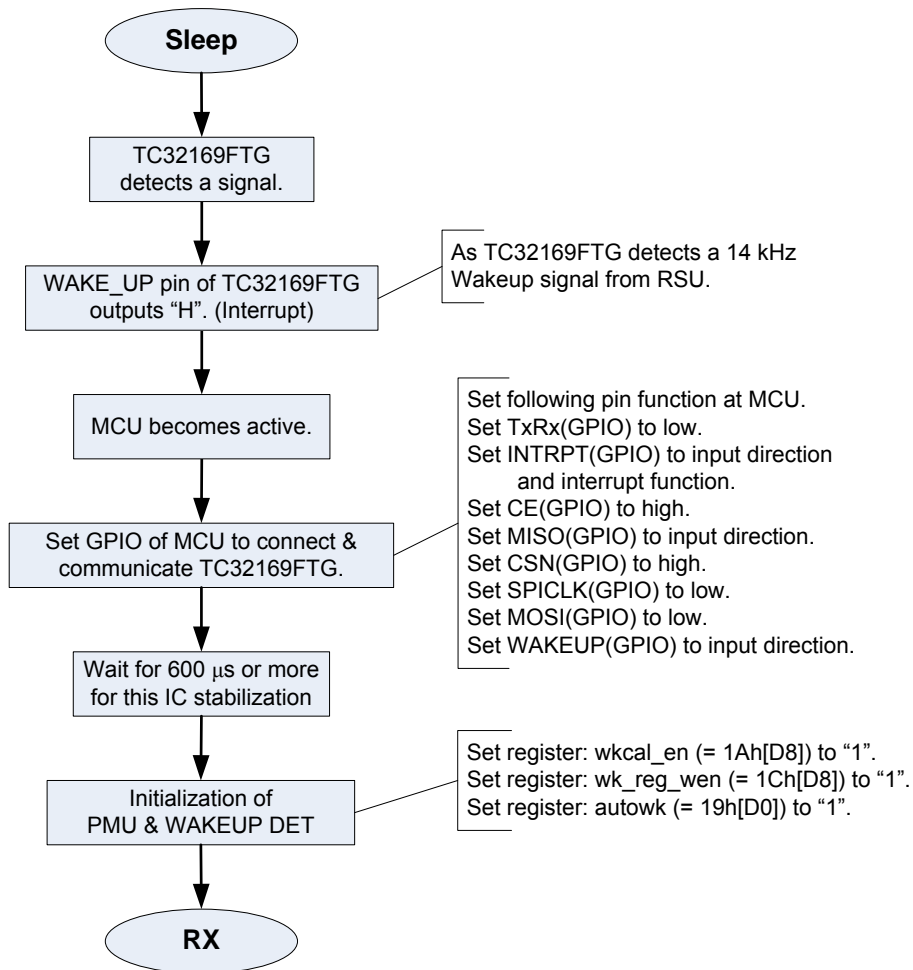 Sleep
TC32169FTG
detects a signal.
WAKE_UP pin of TC32169FTG
outputs “H”. (Interrupt)
As TC32169FTG detects a 14 kHz
Wakeup signal from RSU.
MCU becomes active.
Set GPIO of MCU to connect &
communicate TC32169FTG.
Set following pin function at MCU.
Set TxRx(GPIO) to low.
Set INTRPT(GPIO) to input direction
and interrupt function.
Set CE(GPIO) to high.
Set MISO(GPIO) to input direction.
Set CSN(GPIO) to high.
Set SPICLK(GPIO) to low.
Set MOSI(GPIO) to low.
Set WAKEUP(GPIO) to input direction.
Wait for 600 μs or more
for this IC stabilization
Initialization of
PMU & WAKEUP DET
Set register: wkcal_en (= 1Ah[D8]) to “1”.
Set register: wk_reg_wen (= 1Ch[D8]) to “1”.
Set register: autowk (= 19h[D0]) to “1”.
RX